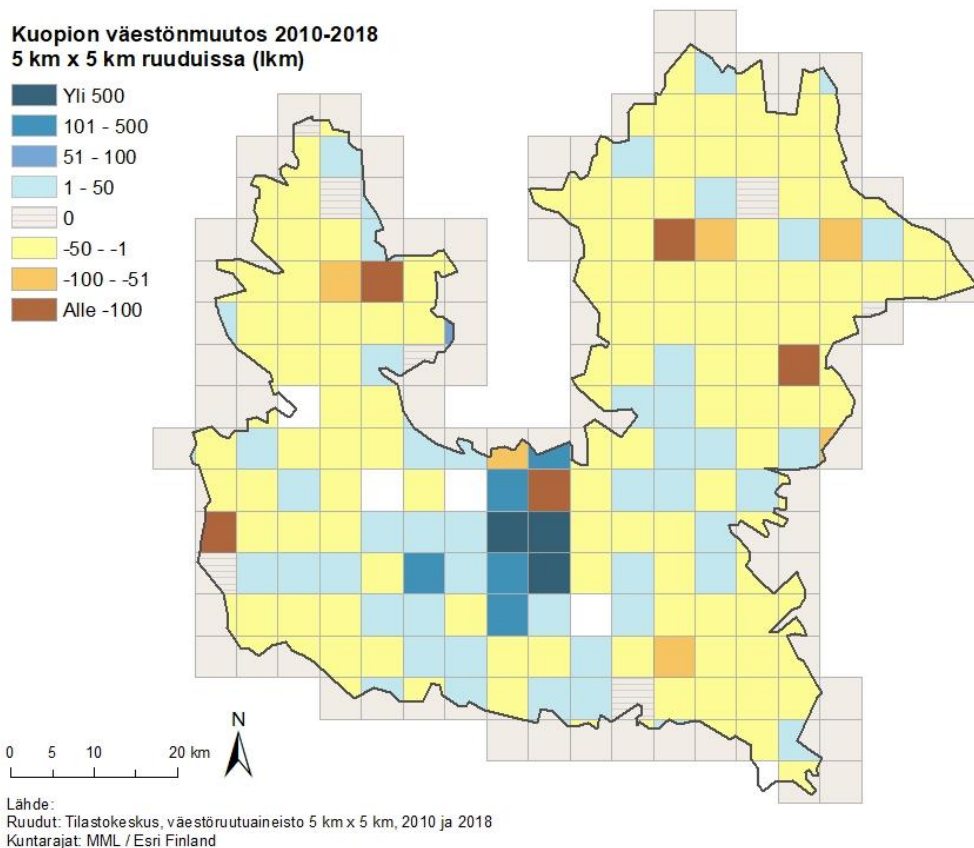 Kuopion väestönmuutos 2010-2018
5 km x 5 km ruuduissa (lkm)
Yli 500
101 - 500
51 - 100
1 - 50
0
-50 - -1
-100 - -51
Alle -100
N
0 5 10 20 km
Lähde:
Ruudut: Tilastokeskus, väestöruutuaineisto 5 km x 5 km, 2010 ja 2018
Kuntarajat: MML / Esri Finland